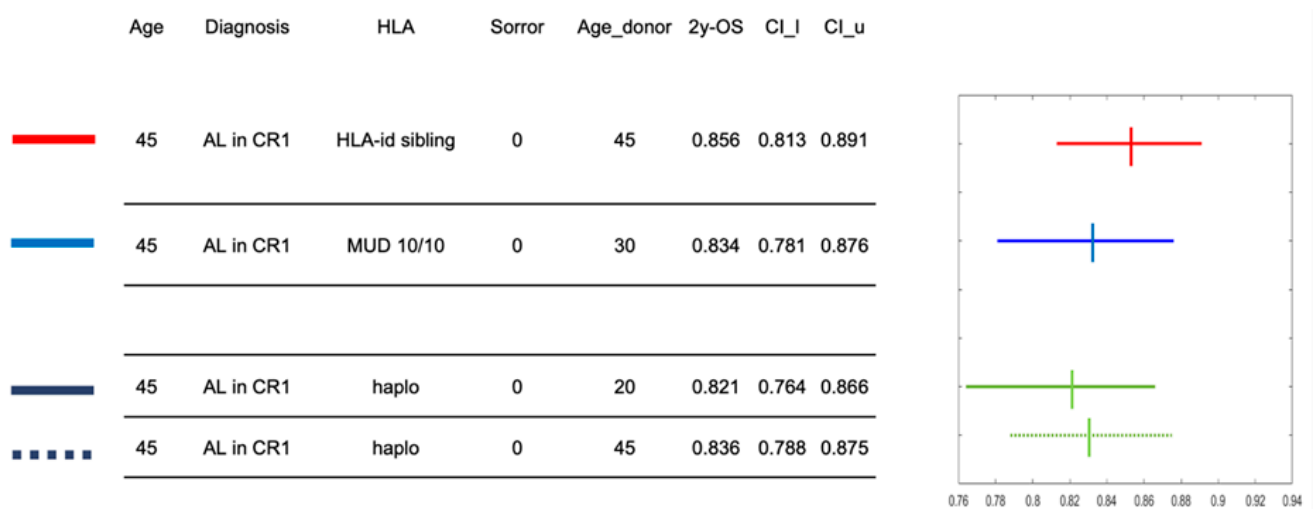 Age Diagnosis HLA Sorror Age_donor 2y-OS CI_l CI_u
45 AL in CR1 HLA-id sibling 0 45 0.856 0.813 0.891
45 AL in CR1 MUD 10/10 0 30 0.834 0.781 0.876
45 AL in CR1 haplo 0 20 0.821 0.764 0.866
45 AL in CR1 haplo 0 45 0.836 0.788 0.875
0.76 0.78 0.8 0.82 0.84 0.86 0.88 0.9 0.92 0.94